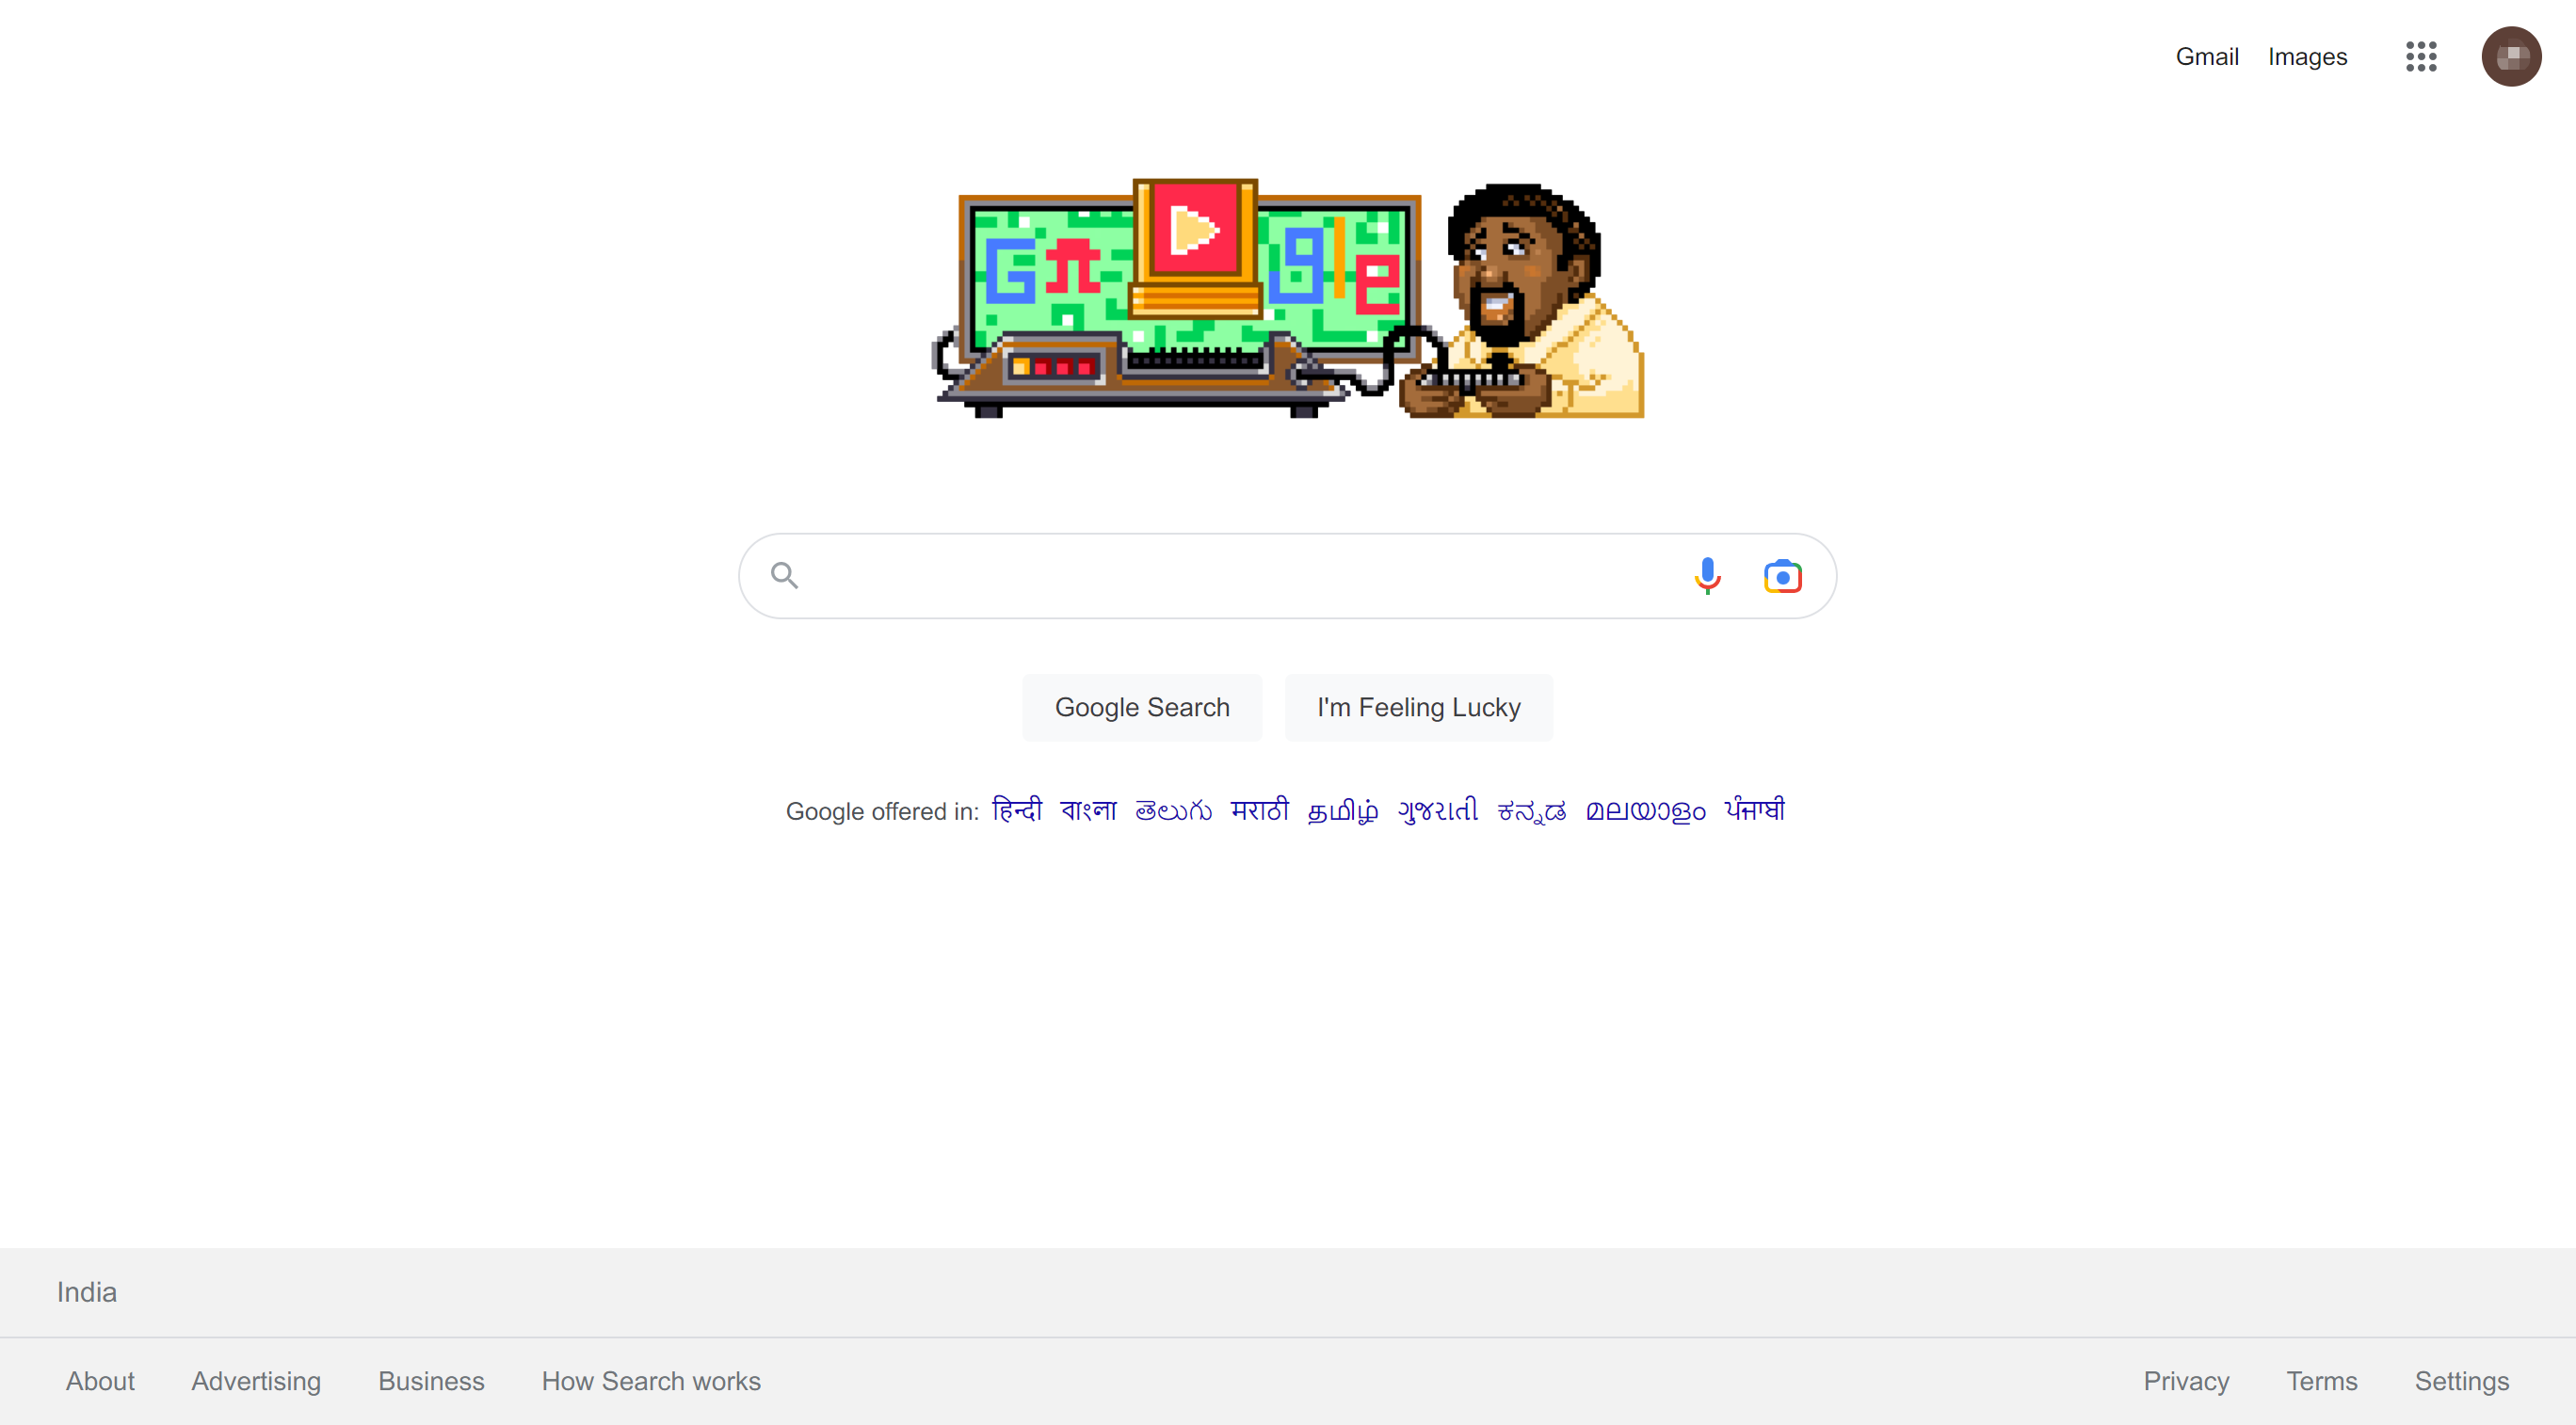 Gmail Images
G gle
Google Search I'm Feeling Lucky
Google offered in: हिन्दी বাংলা తెలుగు मराठी தமிழ் ગુજરાતી ಕನ್ನಡ മലയാളം ਪੰਜਾਬੀ
India
About Advertising Business How Search works Privacy Terms Settings